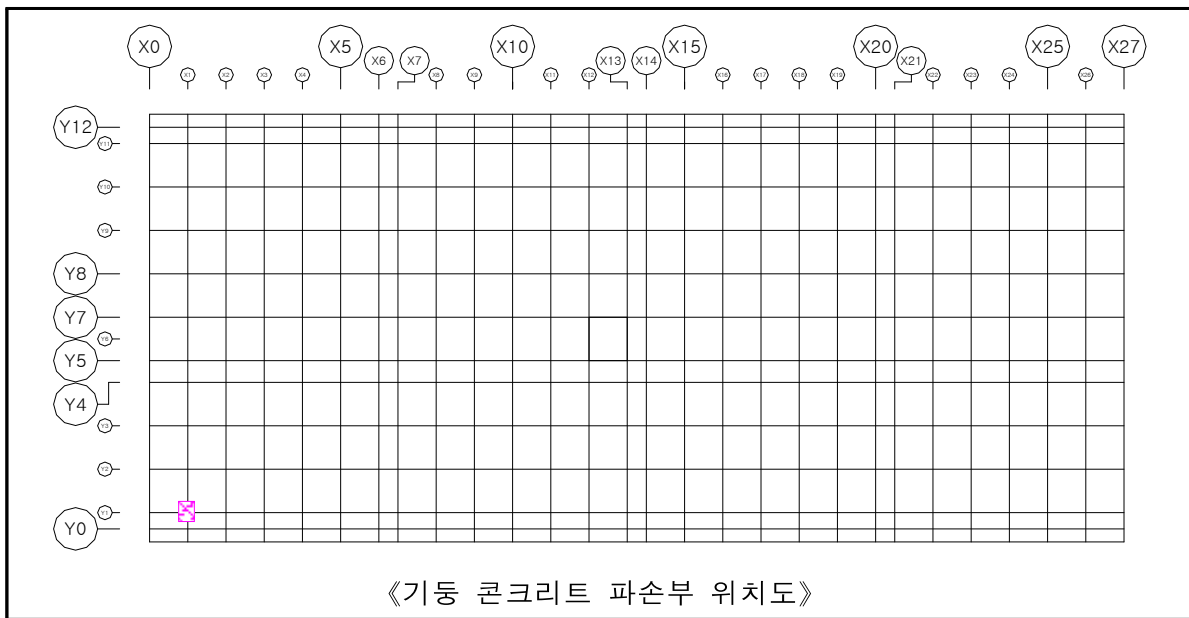 X0 X5 X10 X15 X20 X25 X27
X6 X7 X13 X14 X21
X1 X2 X3 X4 X8 X9 X11 X12 X16 X17 X18 X19 X22 X23 X24 X26
Y12
Y11
Y10
Y9
Y8
Y7
Y6
Y5
Y4
Y3
Y2
Y1
Y0
《기둥 콘크리트 파손부 위치도》